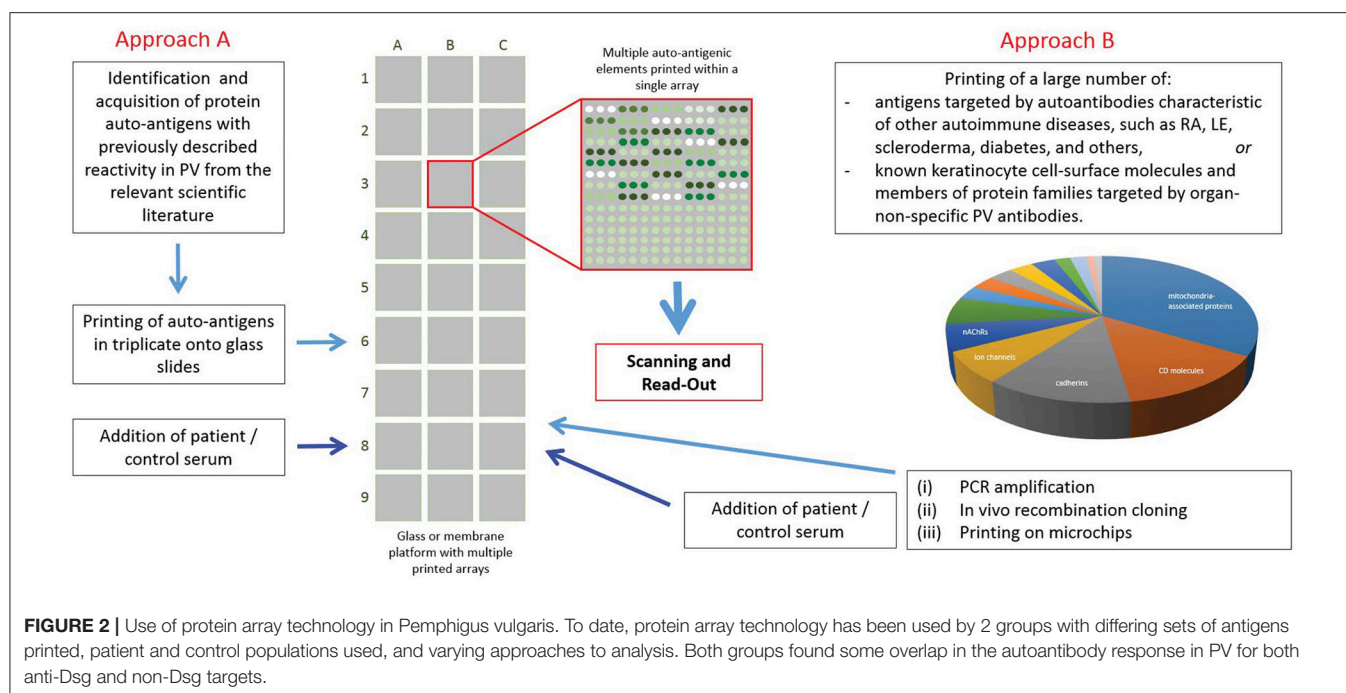 Approach A
Identification and
acquisition of protein
auto-antigens with
previously described
reactivity in PV from the
relevant scientific
literature
Printing of auto-antigens
in triplicate onto glass
slides
Addition of patient /
control serum
A B C
1
2
3
4
5
6
7
8
9
Glass or membrane
platform with multiple
printed arrays
Multiple auto-antigenic
elements printed within a
single array
Scanning and
Read-Out
Addition of patient /
control serum
Approach B
Printing of a large number of:
- antigens targeted by autoantibodies characteristic
of other autoimmune diseases, such as RA, LE,
scleroderma, diabetes, and others, or
- known keratinocyte cell-surface molecules and
members of protein families targeted by organ-
non-specific PV antibodies.
mitochondria-
associated proteins
CD molecules
cadherins
ion channels
nAChRs
(i) PCR amplification
(ii) In vivo recombination cloning
(iii) Printing on microchips
FIGURE 2 | Use of protein array technology in Pemphigus vulgaris. To date, protein array technology has been used by 2 groups with differing sets of antigens
printed, patient and control populations used, and varying approaches to analysis. Both groups found some overlap in the autoantibody response in PV for both
anti-Dsg and non-Dsg targets.